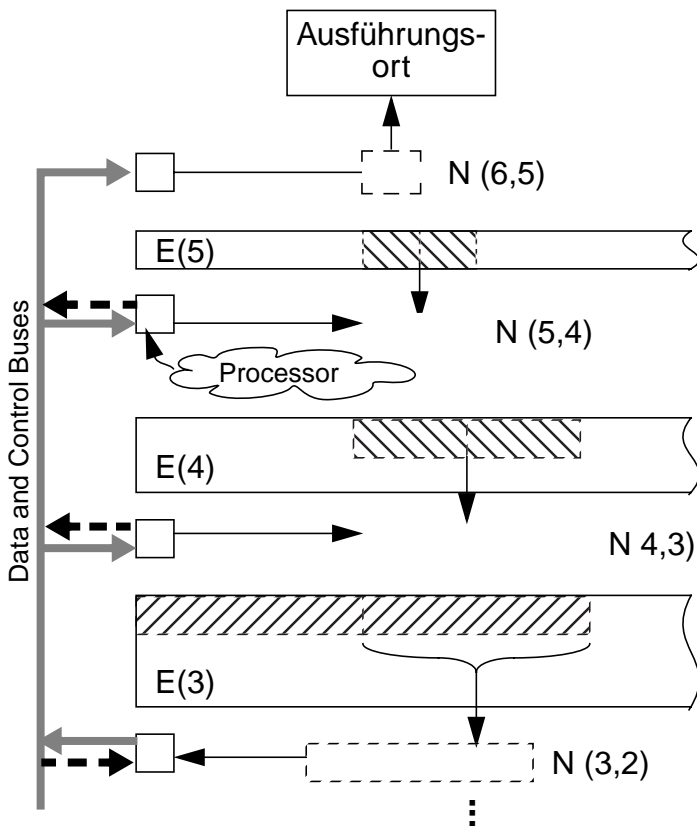 Ausführungs-
ort
N (6,5)
E(5)
N (5,4)
Processor
E(4)
N 4,3)
E(3)
N (3,2)
Data and Control Buses